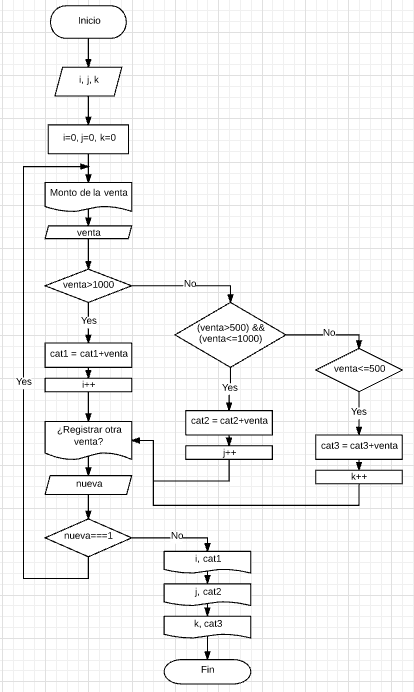 Inicio
i, j, k
i=0, j=0, k=0
Monto de la venta
venta
venta>1000
No
(venta>500) &&
(venta<=1000)
No
venta<=500
Yes
cat1 = cat1+venta
i++
Yes
Yes
cat2 = cat2+venta
j++
Yes
cat3 = cat3+venta
k++
¿Registrar otra
venta?
nueva
nueva===1
No
i, cat1
j, cat2
k, cat3
Fin